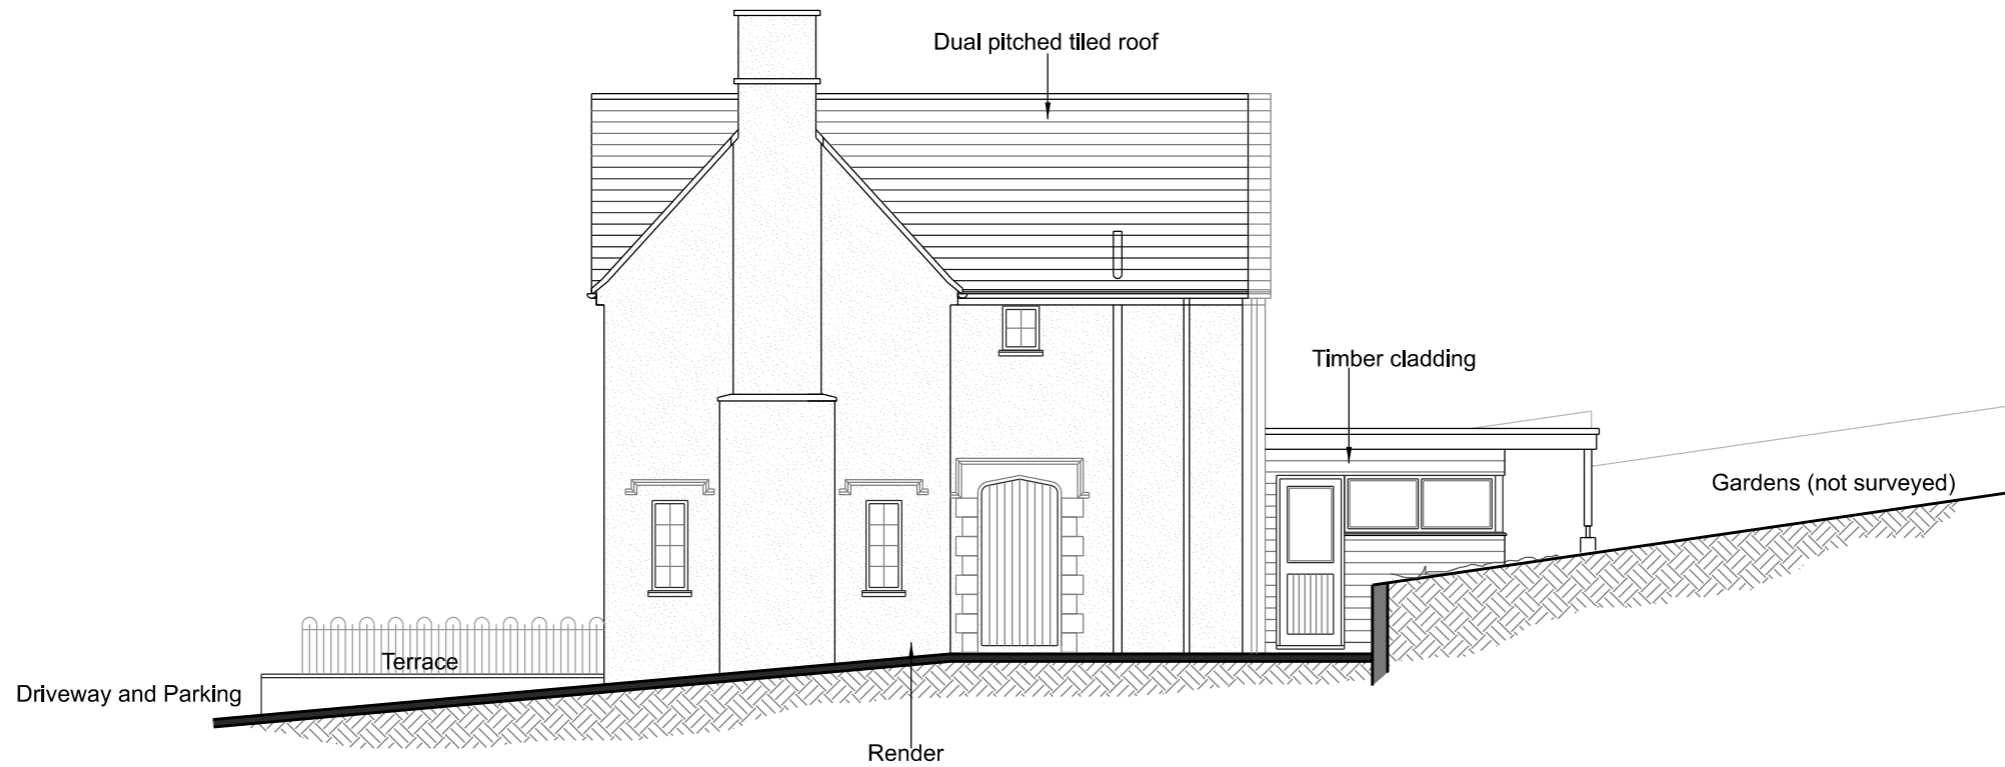 Dual pitched tiled roof
Timber cladding
Gardens (not surveyed)
Terrace
Driveway and Parking
Render